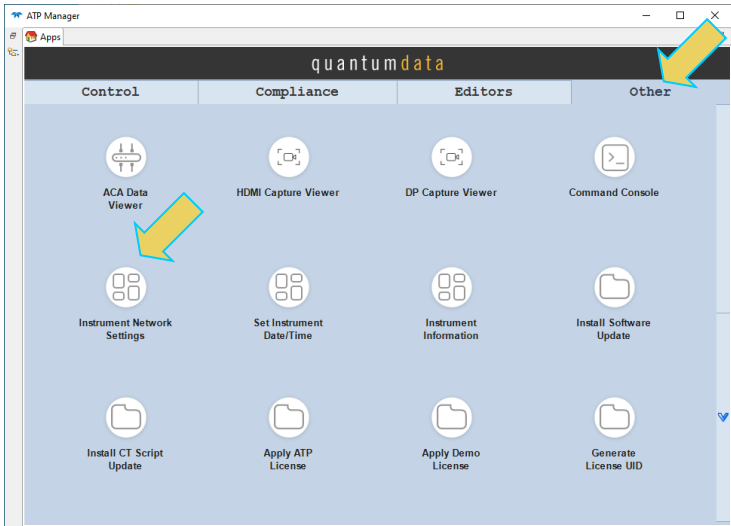 ATP Manager
Apps
quantumdata
Control Compliance Editors Other
ACA Data
Viewer
HDMI Capture Viewer
DP Capture Viewer
Command Console
Instrument Network
Settings
Set Instrument
Date/Time
Instrument
Information
Install Software
Update
Install CT Script
Update
Apply ATP
License
Apply Demo
License
Generate
License UID